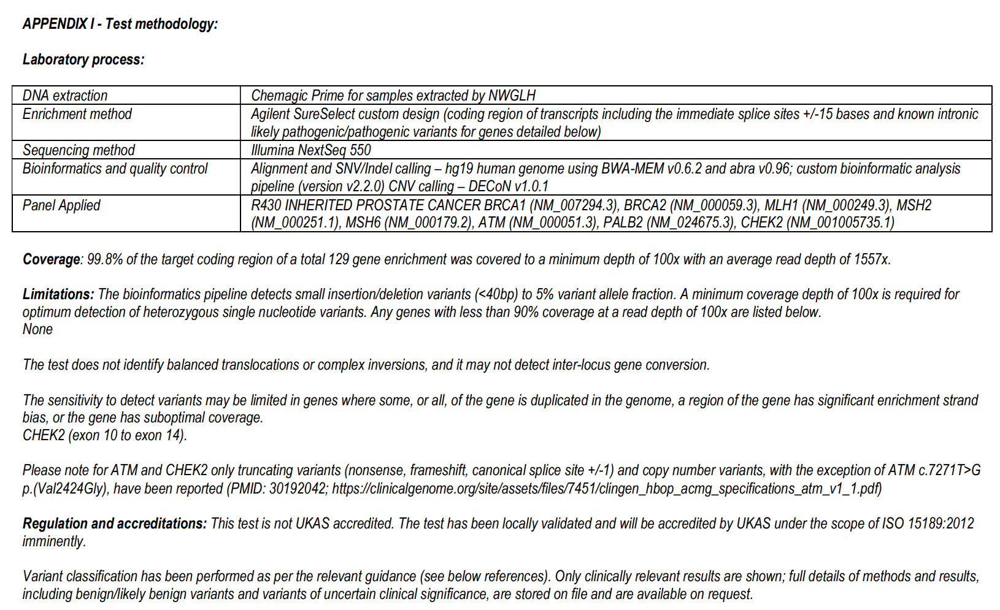 APPENDIX I - Test methodology:
Laboratory process:
DNA extraction
Chemagic Prime for samples extracted by NWGLH
Enrichment method
Agilent SureSelect custom design (coding region of transcripts including the immediate splice sites +/-15 bases and known intronic
likely pathogenic/pathogenic variants for genes detailed below)
Sequencing method
Illumina NextSeq 550
Bioinformatics and quality control
Alignment and SNV/Indel calling – hg19 human genome using BWA-MEM v0.6.2 and abra v0.96; custom bioinformatic analysis
pipeline (version v2.2.0) CNV calling – DECoN v1.0.1
Panel Applied
R430 INHERITED PROSTATE CANCER BRCA1 (NM_007294.3), BRCA2 (NM_000059.3), MLH1 (NM_000249.3), MSH2
(NM_000251.1), MSH6 (NM_000179.2), ATM (NM_000051.3), PALB2 (NM_024675.3), CHEK2 (NM_001005735.1)
Coverage: 99.8% of the target coding region of a total 129 gene enrichment was covered to a minimum depth of 100x with an average read depth of 1557x.
Limitations: The bioinformatics pipeline detects small insertion/deletion variants (<40bp) to 5% variant allele fraction. A minimum coverage depth of 100x is required for
optimum detection of heterozygous single nucleotide variants. Any genes with less than 90% coverage at a read depth of 100x are listed below.
None
The test does not identify balanced translocations or complex inversions, and it may not detect inter-locus gene conversion.
The sensitivity to detect variants may be limited in genes where some, or all, of the gene is duplicated in the genome, a region of the gene has significant enrichment strand
bias, or the gene has suboptimal coverage.
CHEK2 (exon 10 to exon 14).
Please note for ATM and CHEK2 only truncating variants (nonsense, frameshift, canonical splice site +/-1) and copy number variants, with the exception of ATM c.7271T>G
p.(Val2424Gly), have been reported (PMID: 30192042; https://clinicalgenome.org/site/assets/files/7451/clingen_hbop_acmg_specifications_atm_v1_1.pdf)
Regulation and accreditations: This test is not UKAS accredited. The test has been locally validated and will be accredited by UKAS under the scope of ISO 15189:2012
imminently.
Variant classification has been performed as per the relevant guidance (see below references). Only clinically relevant results are shown; full details of methods and results,
including benign/likely benign variants and variants of uncertain clinical significance, are stored on file and are available on request.